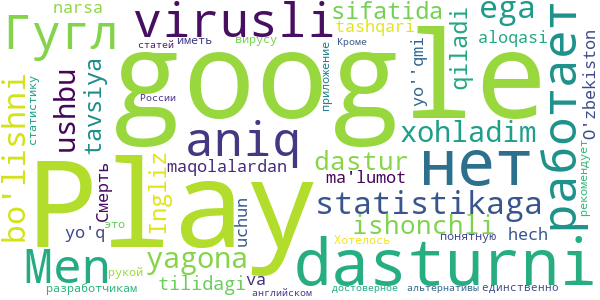 narsa
статей
иметь
вирусу
virusli
sifatida
tashqari
Кроме
ega
aloqasi
Гугл
google
приложение
yo''qmi
qiladi
работает
O'zbekiston
рекомендует
статистику
bo'lishni
ushbu
tavsiya
России
aniq
xohladim
нет
Play
Ingliz
Смерть
maqolalardan
dastur
ma'lumot
statistikaga
yo'q
это
uchun
ishonchli
hech
Men
yagona
Хотелось
понятную
dasturni
рукой
tilidagi
va
разработчикам
английском
достоверное
альтернативы
единственно